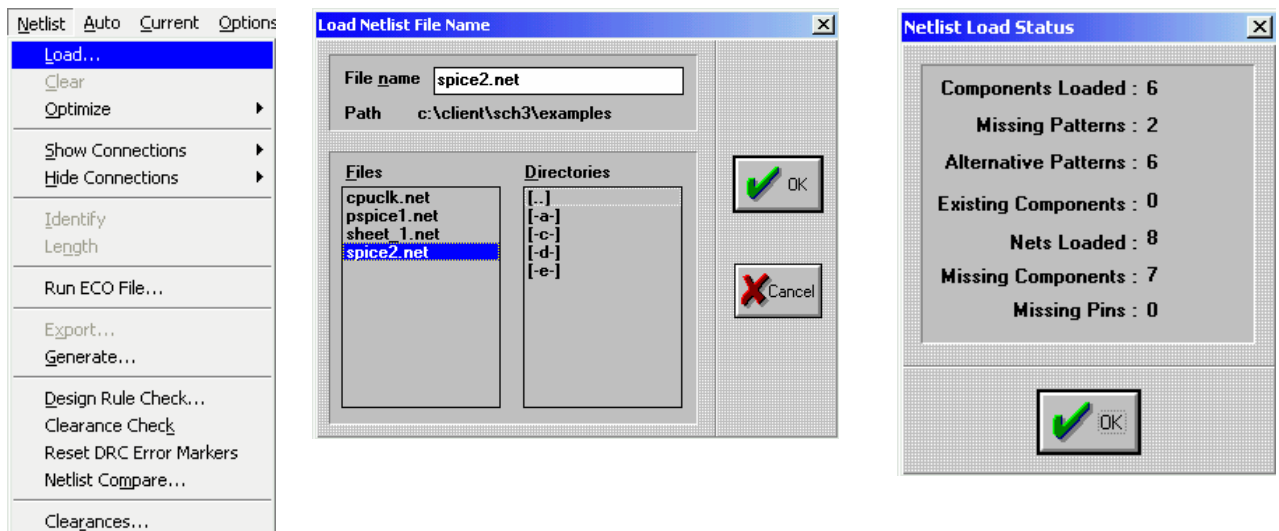 Netlist Auto Current Options
Load...
Clear
Optimize
Show Connections
Hide Connections
Identify
Length
Run ECO File...
Export...
Generate...
Design Rule Check...
Clearance Check
Reset DRC Error Markers
Netlist Compare...
Clearances...
Load Netlist File Name
File name spice2.net
Path c:\client\sch3\examples
Files
cpuclk.net
pspice1.net
sheet_1.net
spice2.net
Directories
[..]
[-a-]
[-c-]
[-d-]
[-e-]
OK
Cancel
Netlist Load Status
Components Loaded : 6
Missing Patterns : 2
Alternative Patterns : 6
Existing Components : 0
Nets Loaded : 8
Missing Components : 7
Missing Pins : 0
OK